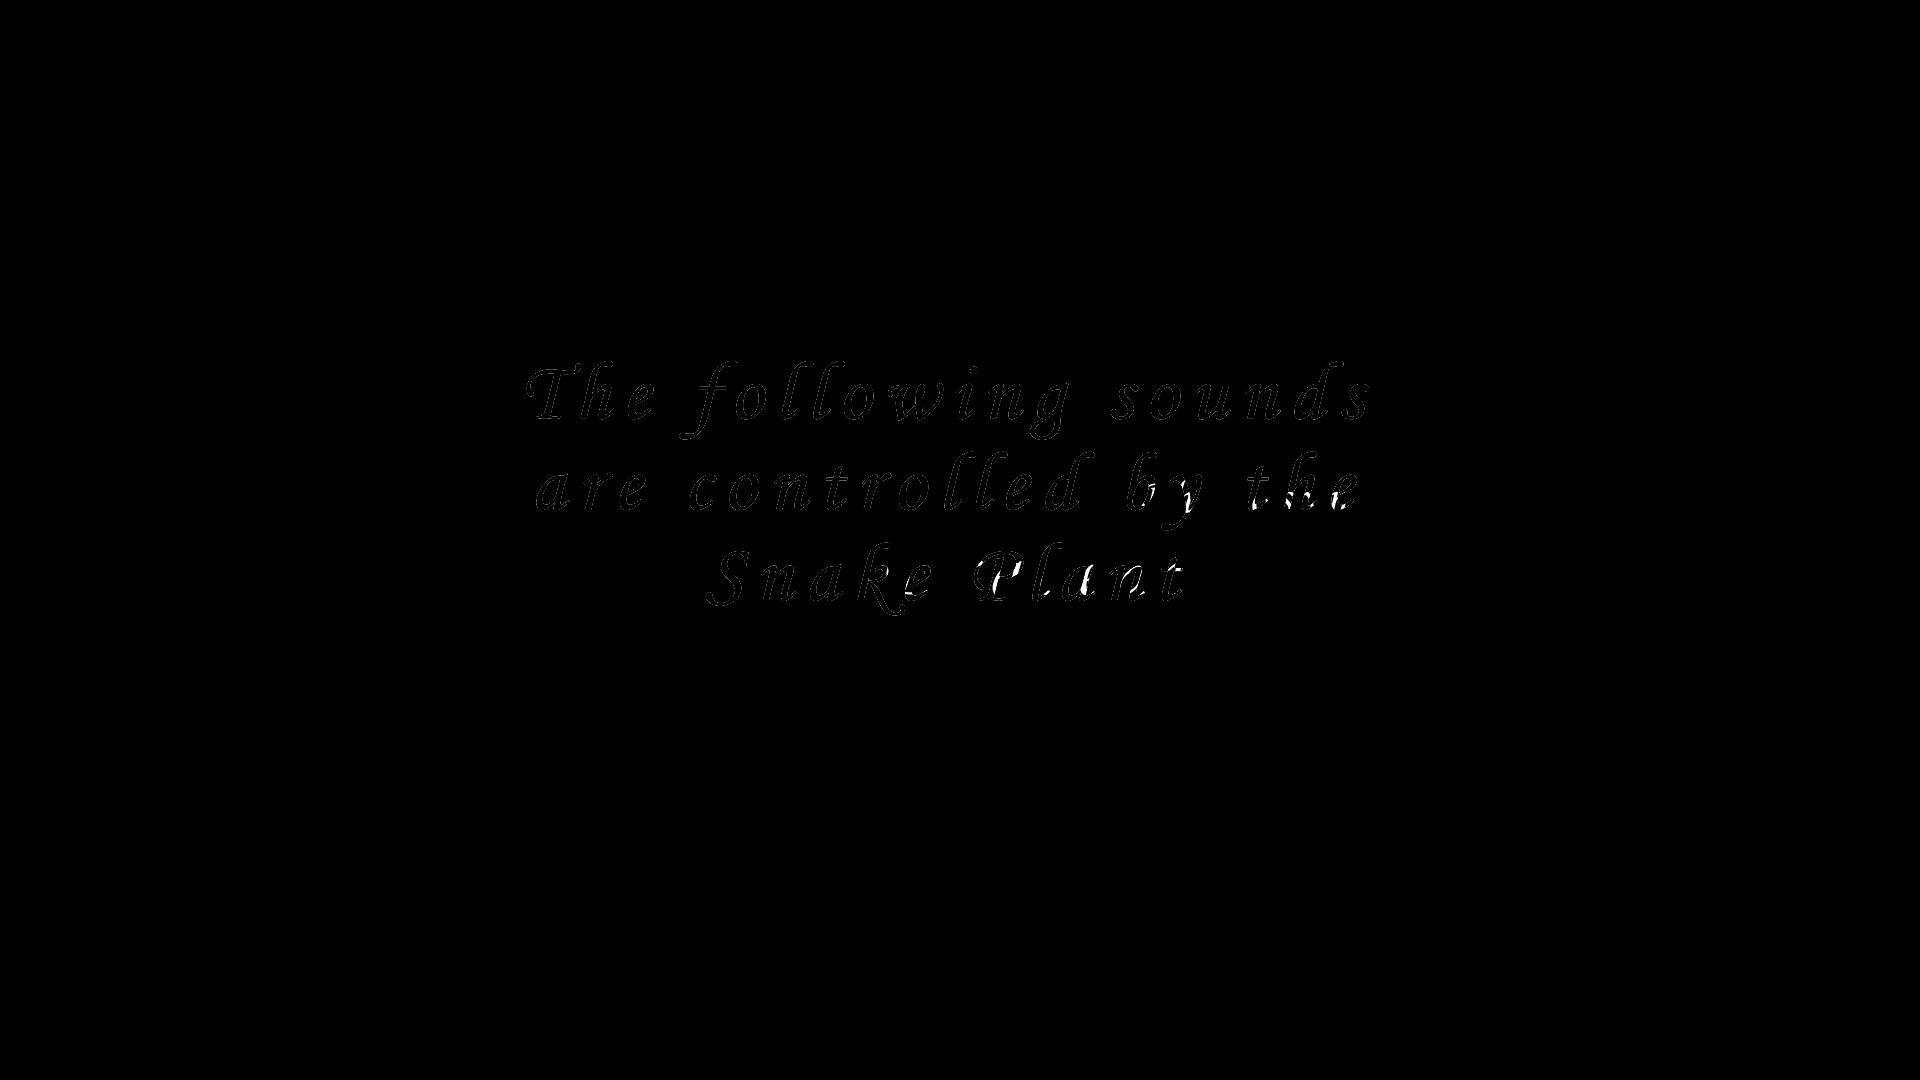 The following sounds
are controlled by the
Snake Plant